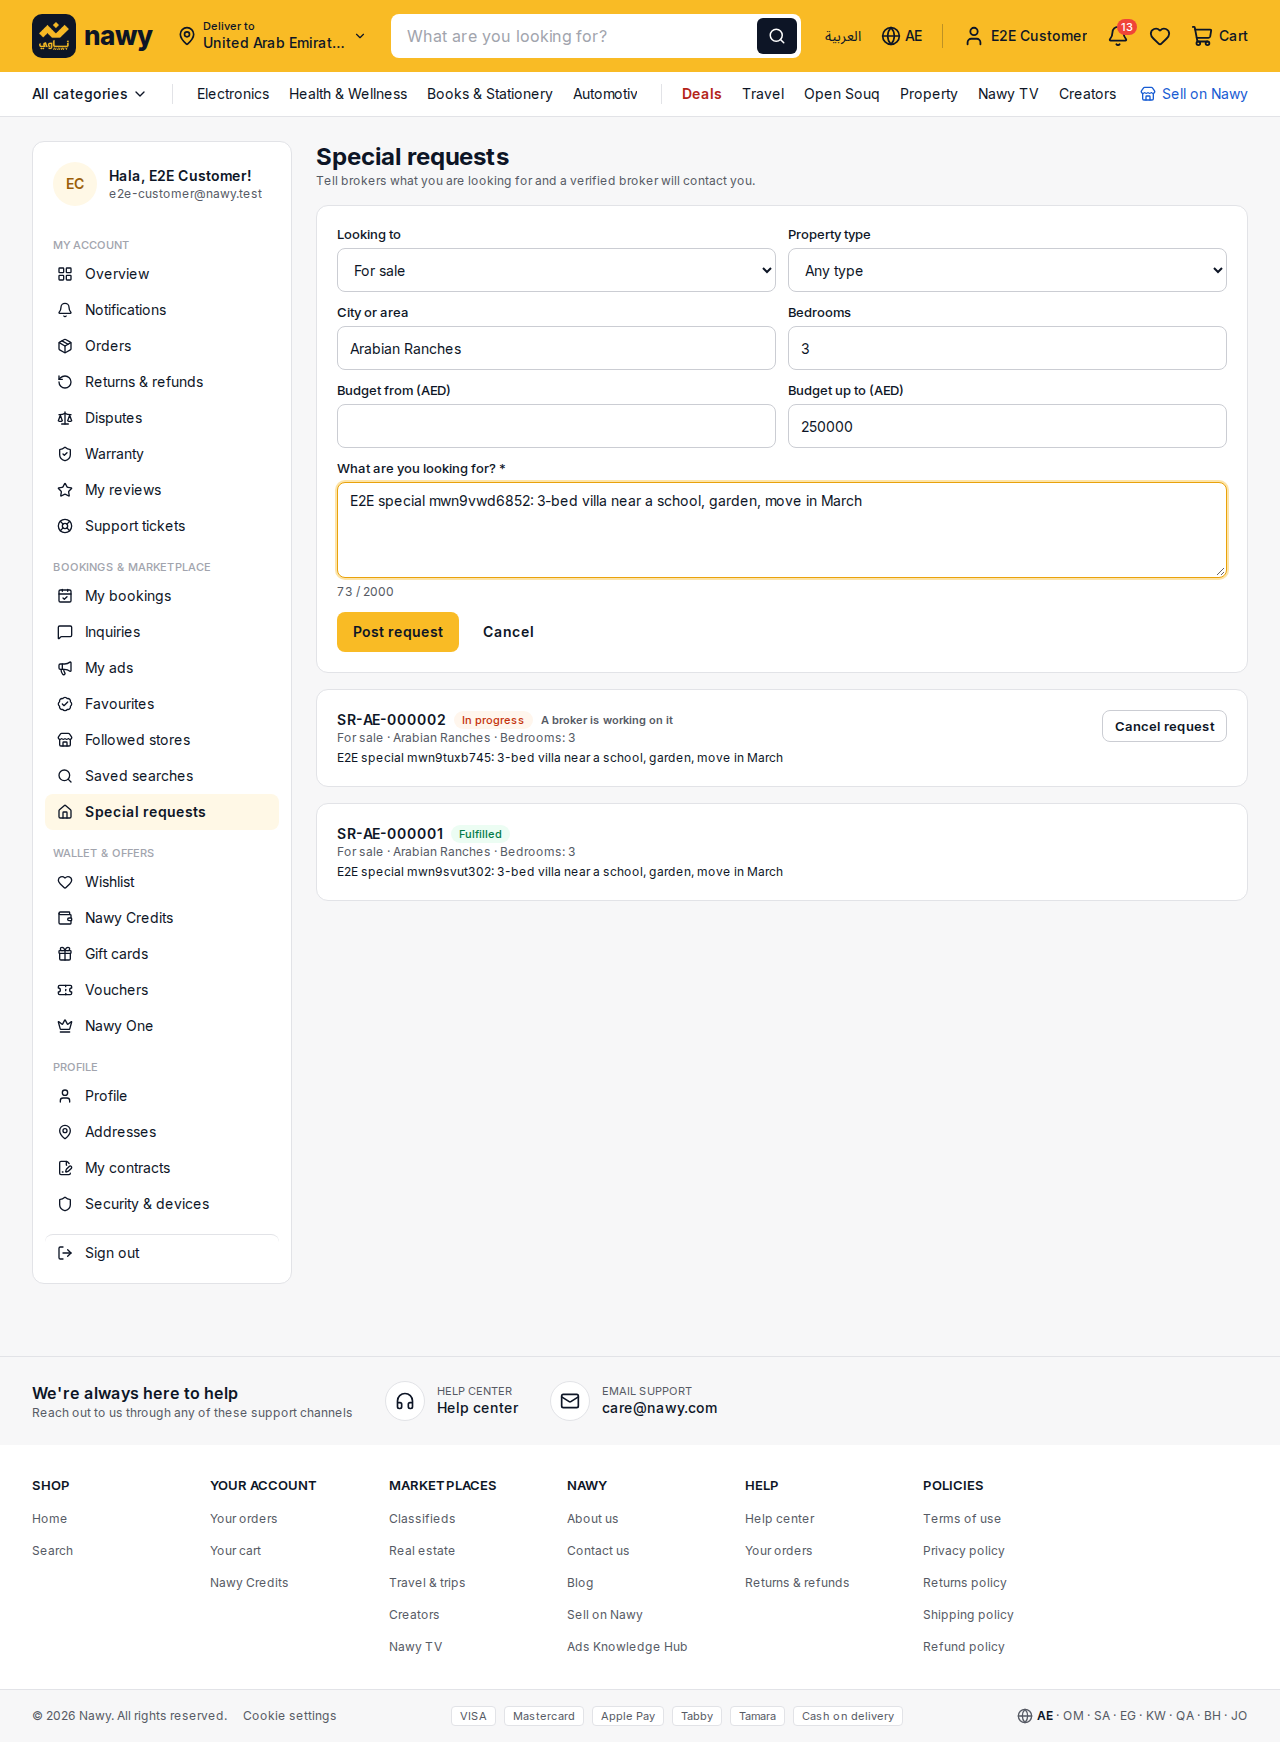 ناوي
NAWY
nawy
Deliver to
United Arab Emirat...
What are you looking for?
العربية
AE
E2E Customer
13
Cart
All categories
Electronics
Health & Wellness
Books & Stationery
Automotiv
Deals
Travel
Open Souq
Property
Nawy TV
Creators
Sell on Nawy
EC
Hala, E2E Customer!
e2e-customer@nawy.test
MY ACCOUNT
Overview
Notifications
Orders
Returns & refunds
Disputes
Warranty
My reviews
Support tickets
BOOKINGS & MARKETPLACE
My bookings
Inquiries
My ads
Favourites
Followed stores
Saved searches
Special requests
WALLET & OFFERS
Wishlist
Nawy Credits
Gift cards
Vouchers
Nawy One
PROFILE
Profile
Addresses
My contracts
Security & devices
Sign out
Special requests
Tell brokers what you are looking for and a verified broker will contact you.
Looking to
Property type
For sale
Any type
City or area
Bedrooms
Arabian Ranches
3
Budget from (AED)
Budget up to (AED)
250000
What are you looking for? *
E2E special mwn9vwd6852: 3-bed villa near a school, garden, move in March
73 / 2000
Post request
Cancel
SR-AE-000002 In progress A broker is working on it
For sale · Arabian Ranches · Bedrooms: 3
E2E special mwn9tuxb745: 3-bed villa near a school, garden, move in March
Cancel request
SR-AE-000001 Fulfilled
For sale · Arabian Ranches · Bedrooms: 3
E2E special mwn9svut302: 3-bed villa near a school, garden, move in March
We're always here to help
Reach out to us through any of these support channels
HELP CENTER
Help center
EMAIL SUPPORT
care@nawy.com
SHOP
Home
Search
YOUR ACCOUNT
Your orders
Your cart
Nawy Credits
MARKETPLACES
Classifieds
Real estate
Travel & trips
Creators
Nawy TV
NAWY
About us
Contact us
Blog
Sell on Nawy
Ads Knowledge Hub
HELP
Help center
Your orders
Returns & refunds
POLICIES
Terms of use
Privacy policy
Returns policy
Shipping policy
Refund policy
© 2026 Nawy. All rights reserved.
Cookie settings
VISA
Mastercard
Apple Pay
Tabby
Tamara
Cash on delivery
AE · OM · SA · EG · KW · QA · BH · JO